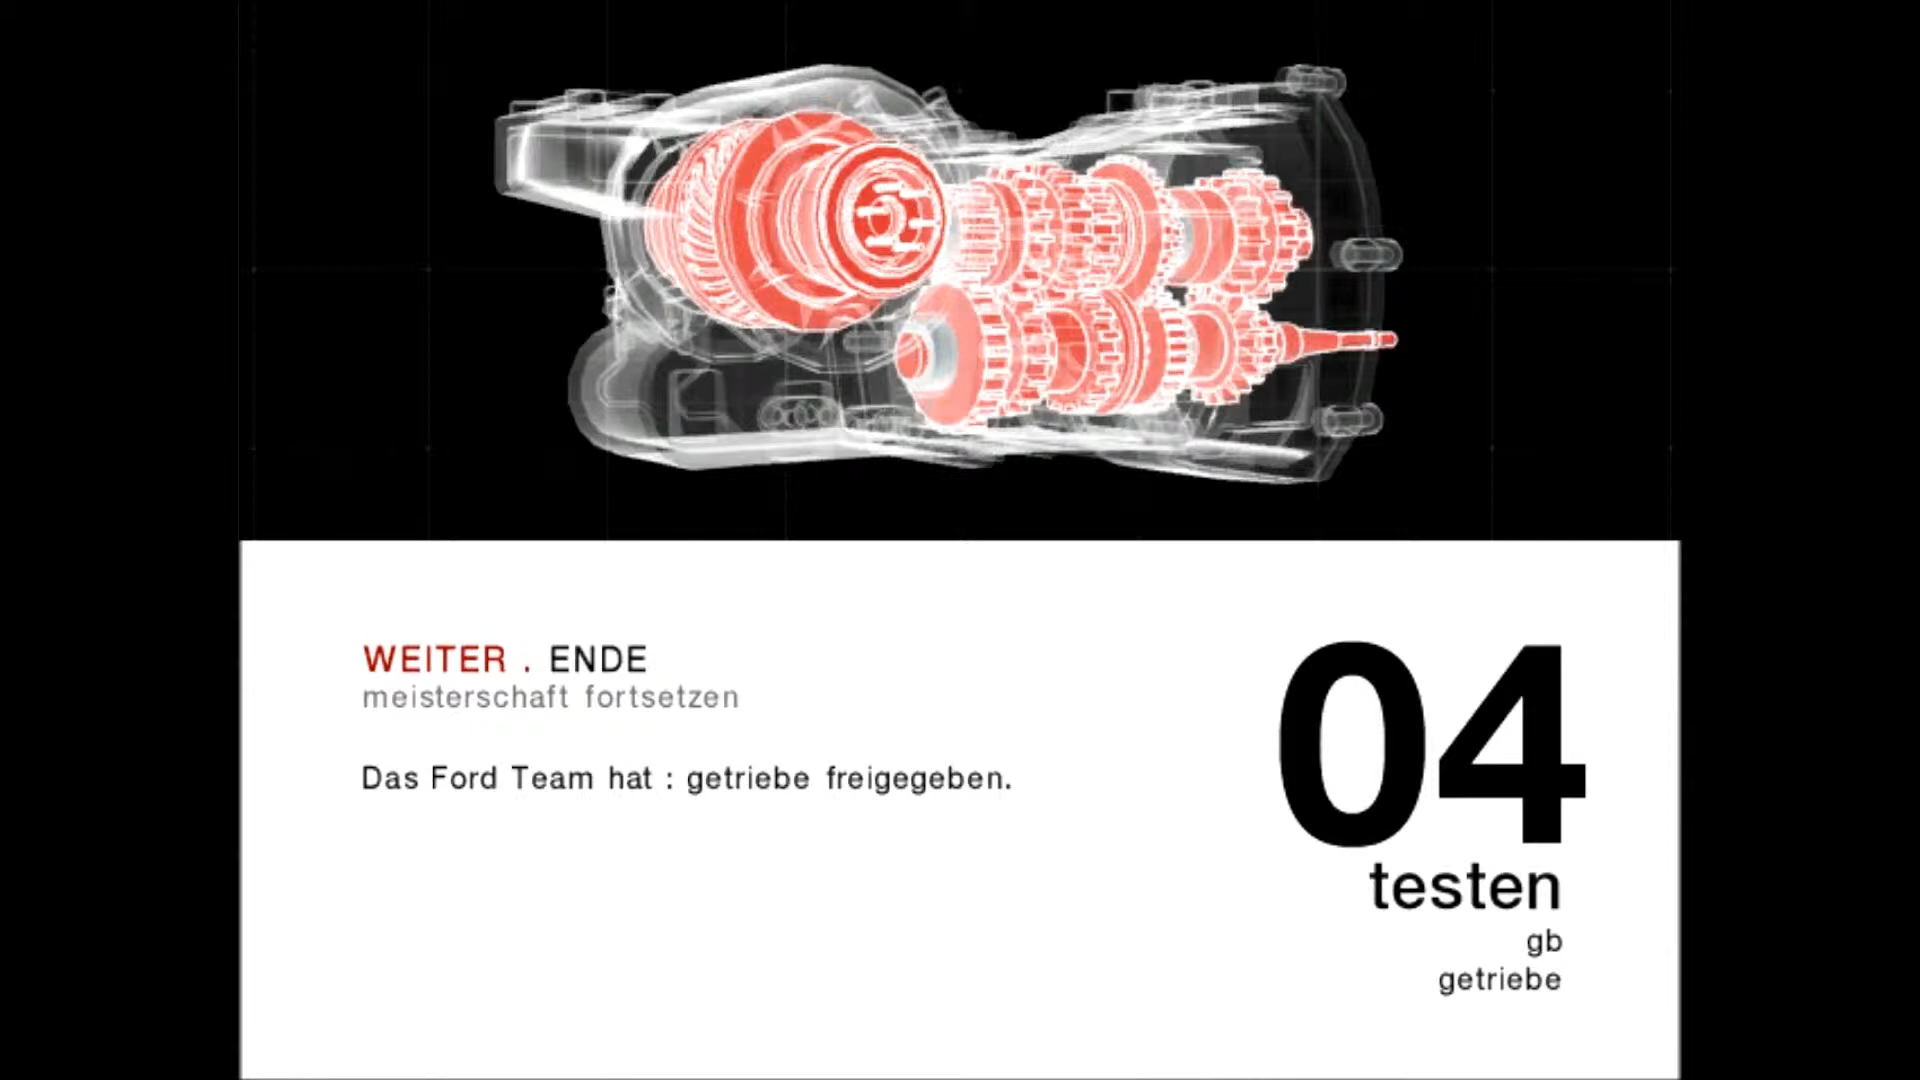 WEITER . ENDE
meisterschaft fortsetzen
Das Ford Team hat : getriebe freigegeben.
04
testen
gb
getriebe